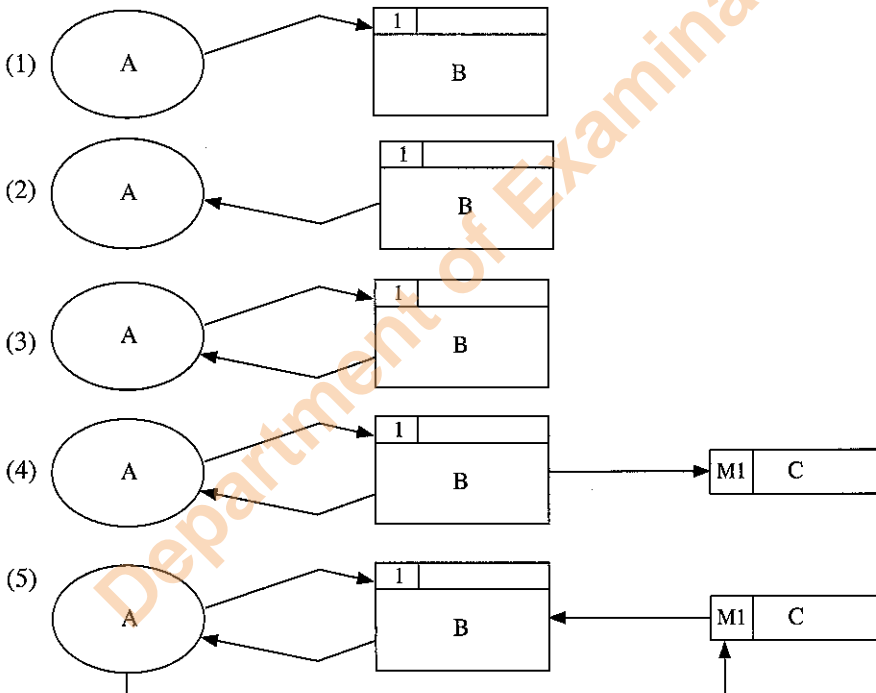 1
(1) A B
1
(2) A B
1
(3) A B
1
(4) A B M1 C
(5) 1
A B M1 C
Department of Examina